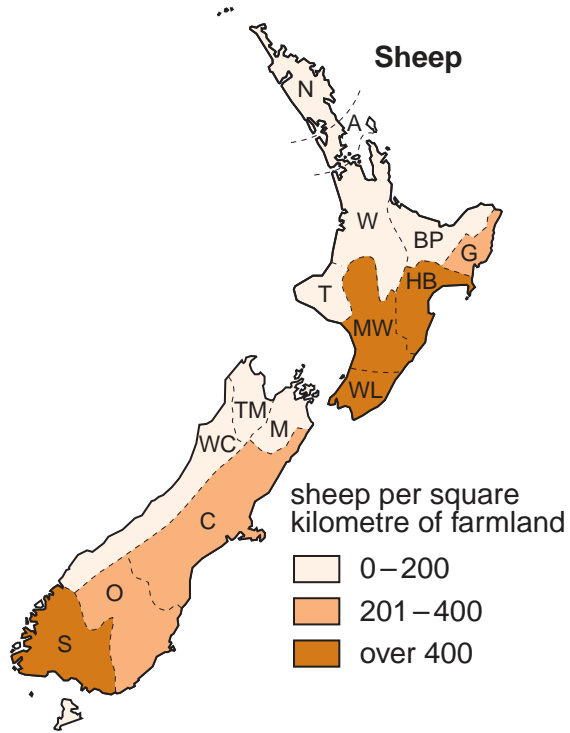 Sheep
N
A
W
BP
G
T
HB
MW
WL
TM
M
WC
C
O
S
sheep per square
kilometre of farmland
0–200
201–400
over 400